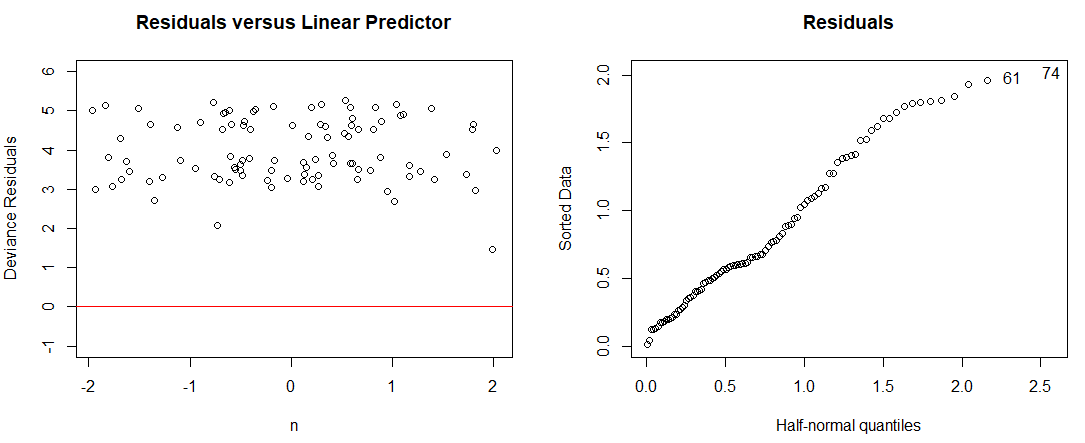 Residuals versus Linear Predictor
Deviance Residuals
6
5
4
3
2
1
0
-1
-2 -1 0 1 2
n
Residuals
Sorted Data
2.0
1.5
1.0
0.5
0.0
61 74
0.0 0.5 1.0 1.5 2.0 2.5
Half-normal quantiles